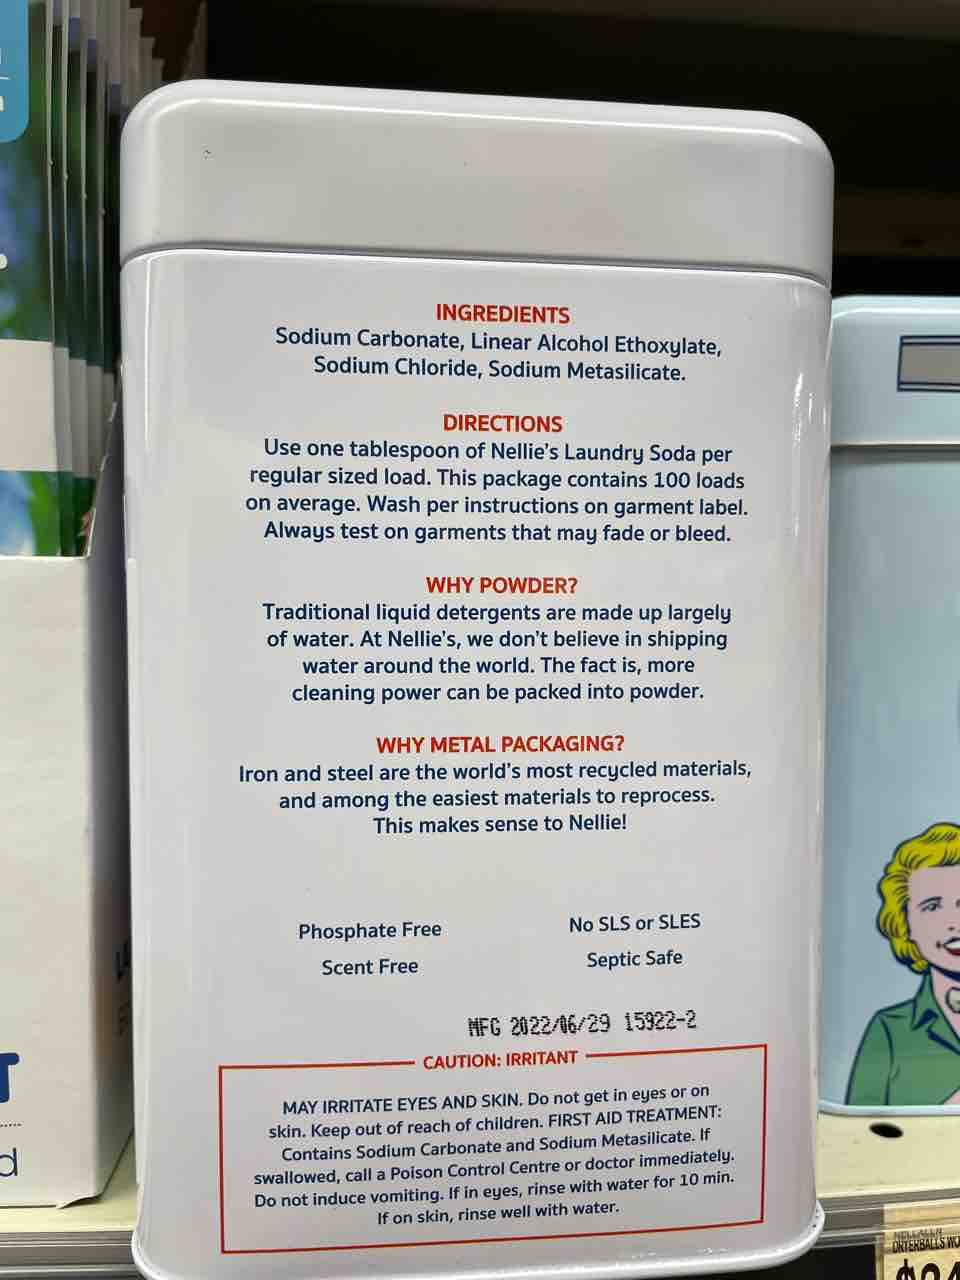 INGREDIENTS
Sodium Carbonate, Linear Alcohol Ethoxylate,
Sodium Chloride, Sodium Metasilicate.
DIRECTIONS
Use one tablespoon of Nellie's Laundry Soda per
regular sized load. This package contains 100 loads
on average. Wash per instructions on garment label.
Always test on garments that may fade or bleed.
WHY POWDER?
Traditional liquid detergents are made up largely
of water. At Nellie's, we don't believe in shipping
water around the world. The fact is, more
cleaning power can be packed into powder.
WHY METAL PACKAGING?
Iron and steel are the world's most recycled materials,
and among the easiest materials to reprocess.
This makes sense to Nellie!
Phosphate Free
No SLS or SLES
Scent Free
Septic Safe
MFG 2022/06/29 15922-2
CAUTION: IRRITANT
MAY IRRITATE EYES AND SKIN. Do not get in eyes or on
skin. Keep out of reach of children. FIRST AID TREATMENT:
Contains Sodium Carbonate and Sodium Metasilicate. If
swallowed, call a Poison Control Centre or doctor immediately.
Do not induce vomiting. If in eyes, rinse with water for 10 min.
If on skin, rinse well with water.
DRYERBALLS WO